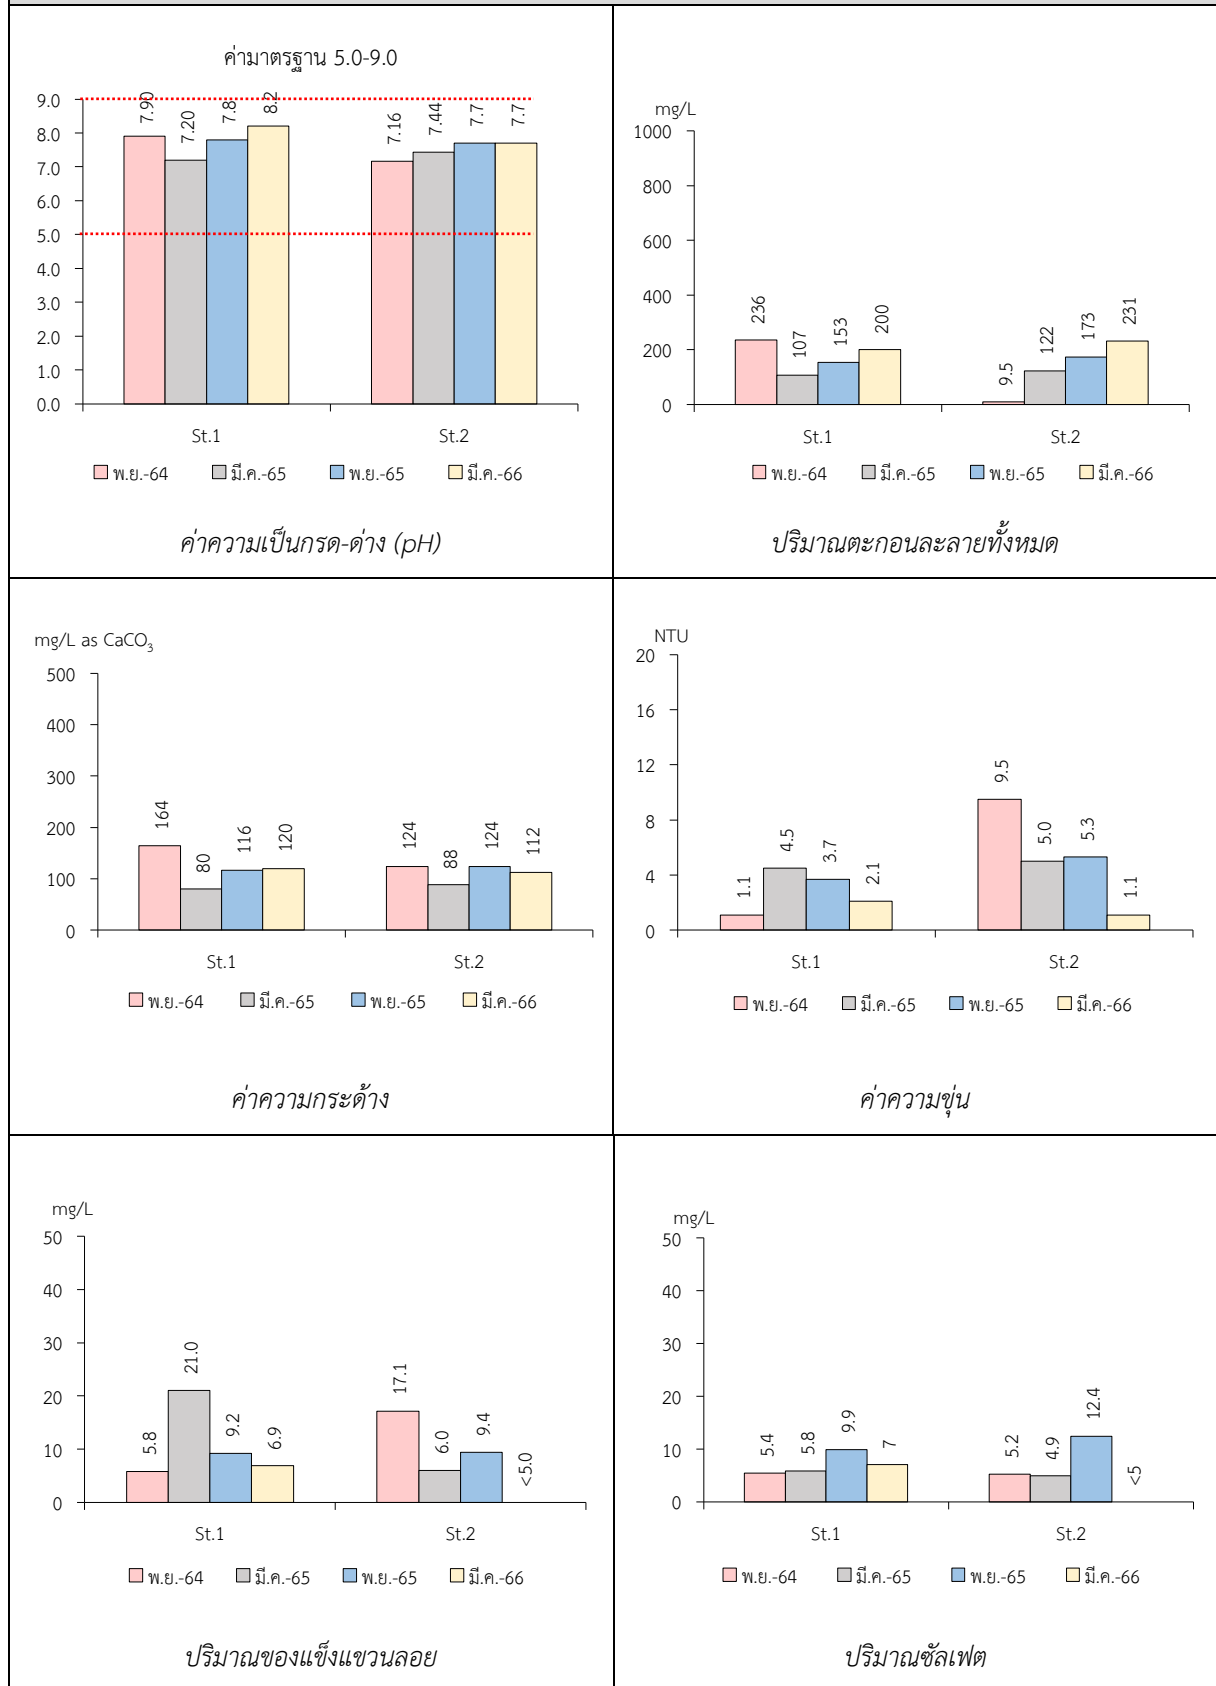 ค่ามาตรฐาน 5.0-9.0
9.0
8.0
7.0
6.0
5.0
4.0
3.0
2.0
1.0
0.0
7.90
7.20
7.8
8.2
7.16
7.44
7.7
7.7
St.1
St.2
พ.ย.-64
มี.ค.-65
พ.ย.-65
มี.ค.-66
ค่าความเป็นกรด-ด่าง (pH)
mg/L
1000
800
600
400
200
0
236
107
153
200
9.5
122
173
231
St.1
St.2
พ.ย.-64
มี.ค.-65
พ.ย.-65
มี.ค.-66
ปริมาณตะกอนละลายทั้งหมด
mg/L as CaCO₃
500
400
300
200
100
0
164
80
116
120
124
88
124
112
St.1
St.2
พ.ย.-64
มี.ค.-65
พ.ย.-65
มี.ค.-66
ค่าความกระด้าง
NTU
20
16
12
8
4
0
1.1
4.5
3.7
2.1
9.5
5.0
5.3
1.1
St.1
St.2
พ.ย.-64
มี.ค.-65
พ.ย.-65
มี.ค.-66
ค่าความขุ่น
mg/L
50
40
30
20
10
0
5.8
21.0
9.2
6.9
17.1
6.0
9.4
<5.0
St.1
St.2
พ.ย.-64
มี.ค.-65
พ.ย.-65
มี.ค.-66
ปริมาณของแข็งแขวนลอย
mg/L
50
40
30
20
10
0
5.4
5.8
9.9
7
5.2
4.9
12.4
<5
St.1
St.2
พ.ย.-64
มี.ค.-65
พ.ย.-65
มี.ค.-66
ปริมาณซัลเฟต